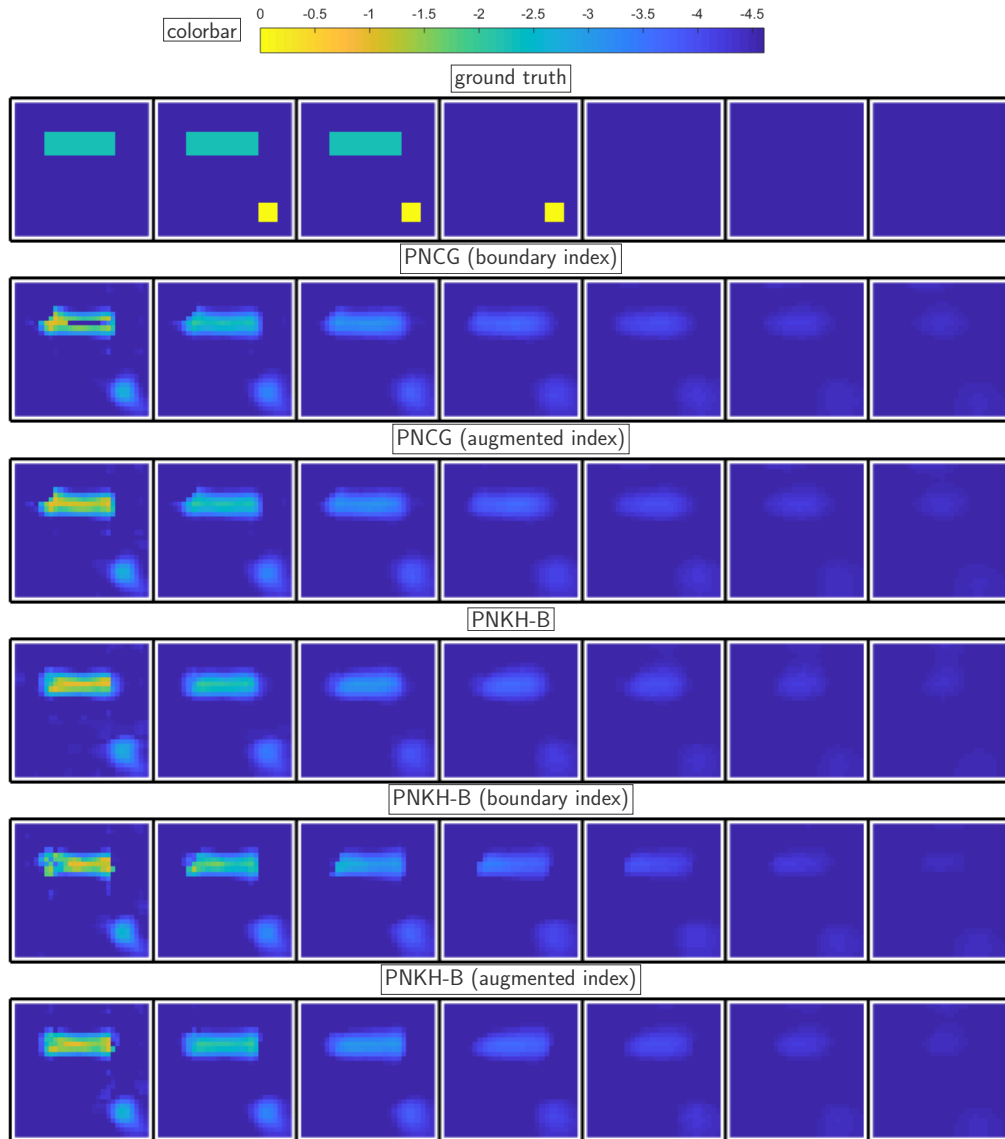 0 -0.5 -1 -1.5 -2 -2.5 -3 -3.5 -4 -4.5
colorbar
ground truth
PNCG (boundary index)
PNCG (augmented index)
PNKH-B
PNKH-B (boundary index)
PNKH-B (augmented index)